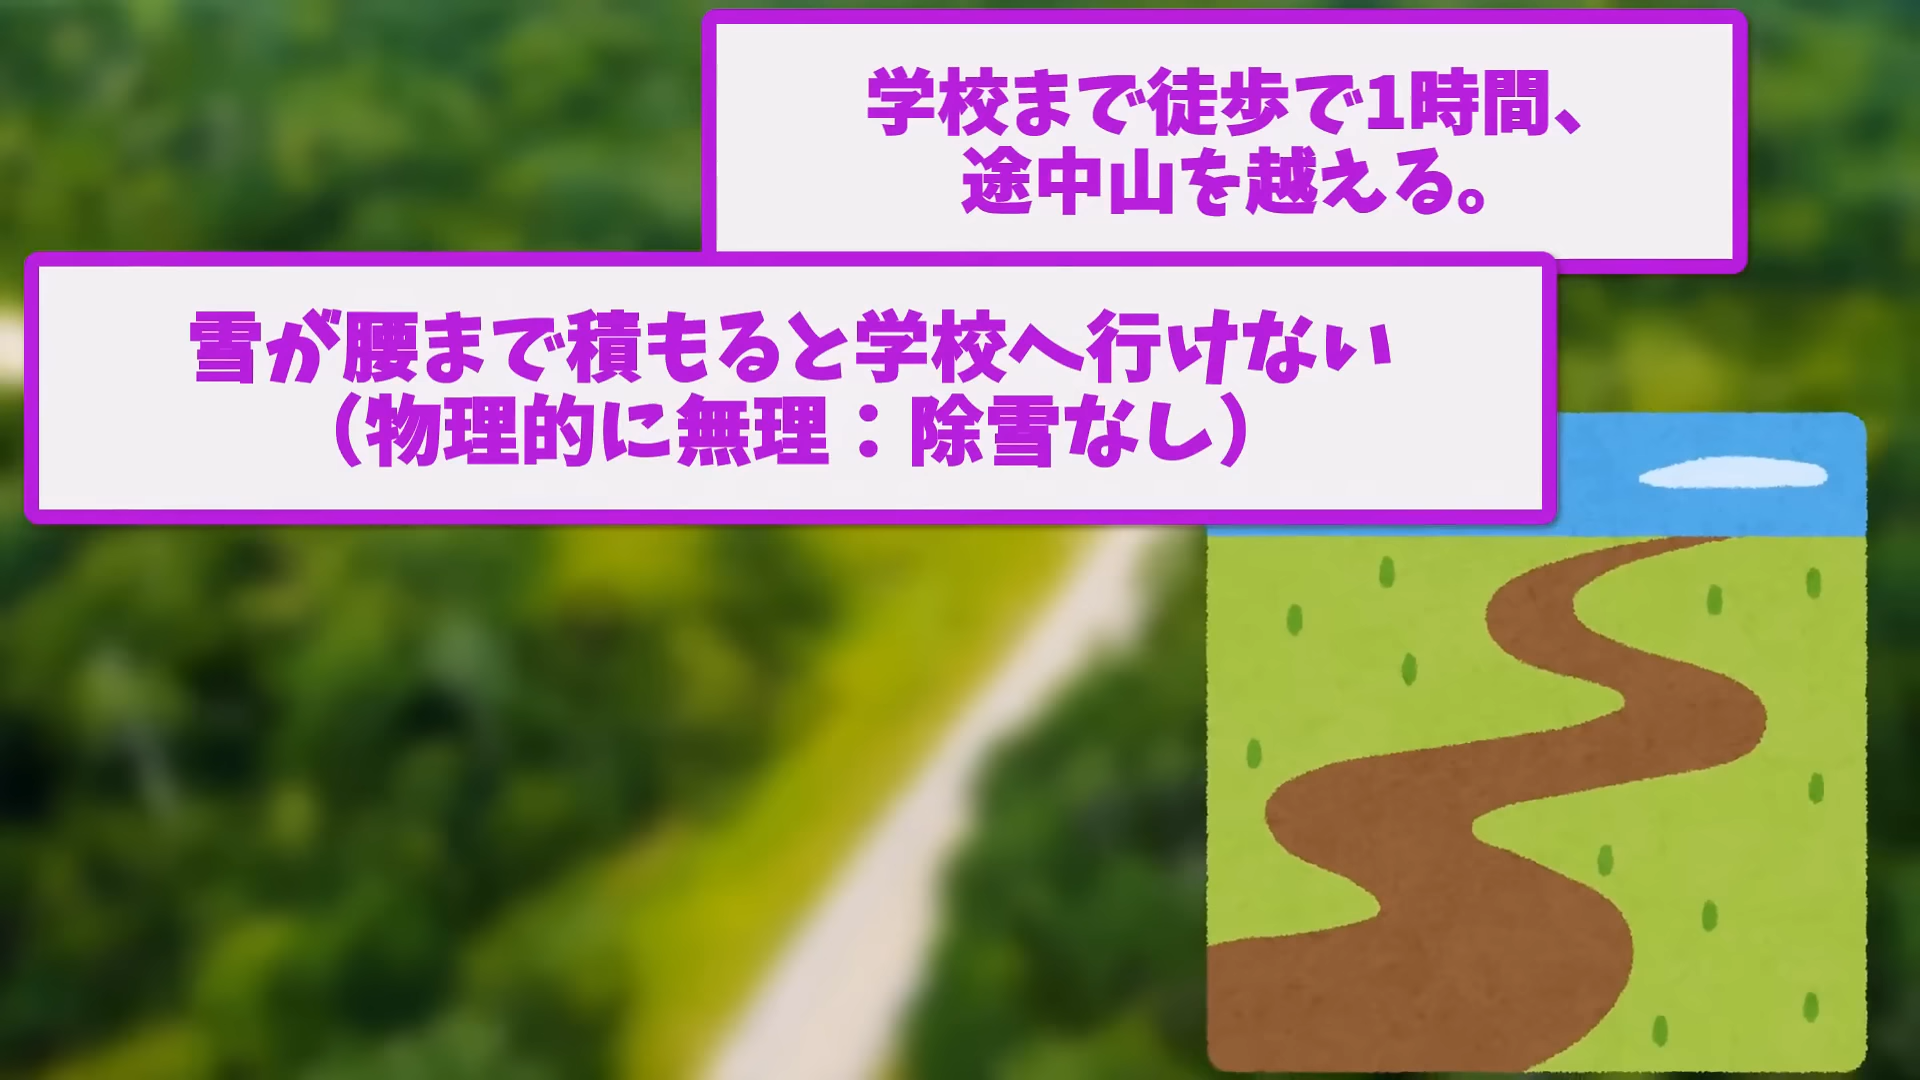 学校まで徒歩で1時間、
途中山を越える。
雪が腰まで積もると学校へ行けない
（物理的に無理：除雪なし）